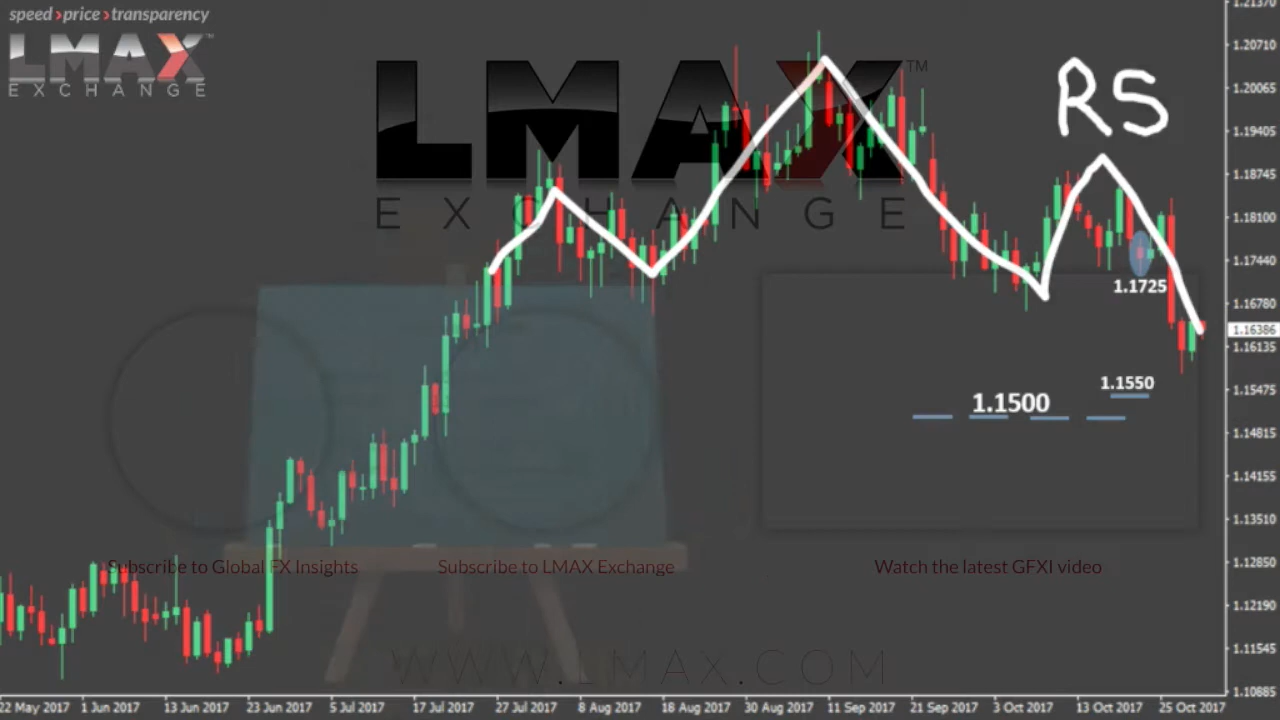 speed›price›transparency
LMAX™
EXCHANGE
LMAX™
EXCHANGE
RS
1.1725
1.1550
1.1500
Subscribe to Global FX Insights
Subscribe to LMAX Exchange
Watch the latest GFXI video
WWW.LMAX.COM
1.21370
1.20710
1.20065
1.19405
1.18745
1.18100
1.17440
1.16780
1.16386
1.16135
1.15475
1.14815
1.14155
1.13510
1.12850
1.12190
1.11545
1.10885
22 May 2017 1 Jun 2017 13 Jun 2017 23 Jun 2017 5 Jul 2017 17 Jul 2017 27 Jul 2017 8 Aug 2017 18 Aug 2017 30 Aug 2017 11 Sep 2017 21 Sep 2017 3 Oct 2017 13 Oct 2017 25 Oct 2017